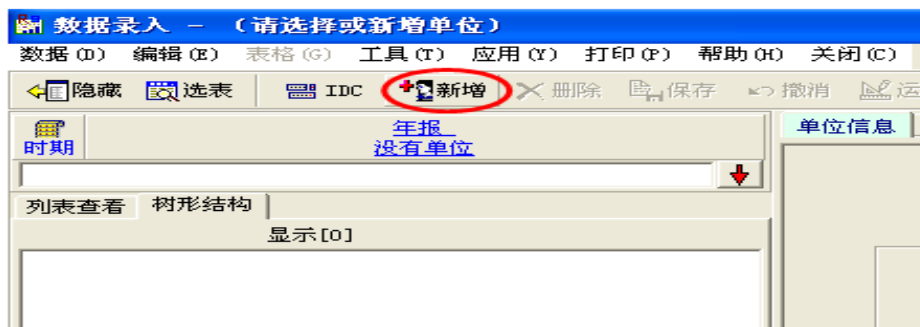 数据录入 - （请选择或新增单位）
数据(D) 编辑(E) 表格(G) 工具(T) 应用(Y) 打印(P) 帮助(H) 关闭(C)
隐藏 选表 IDC 新增 删除 保存 撤消 运
时期 年报 单位信息
没有单位
列表查看 树形结构
显示[0]